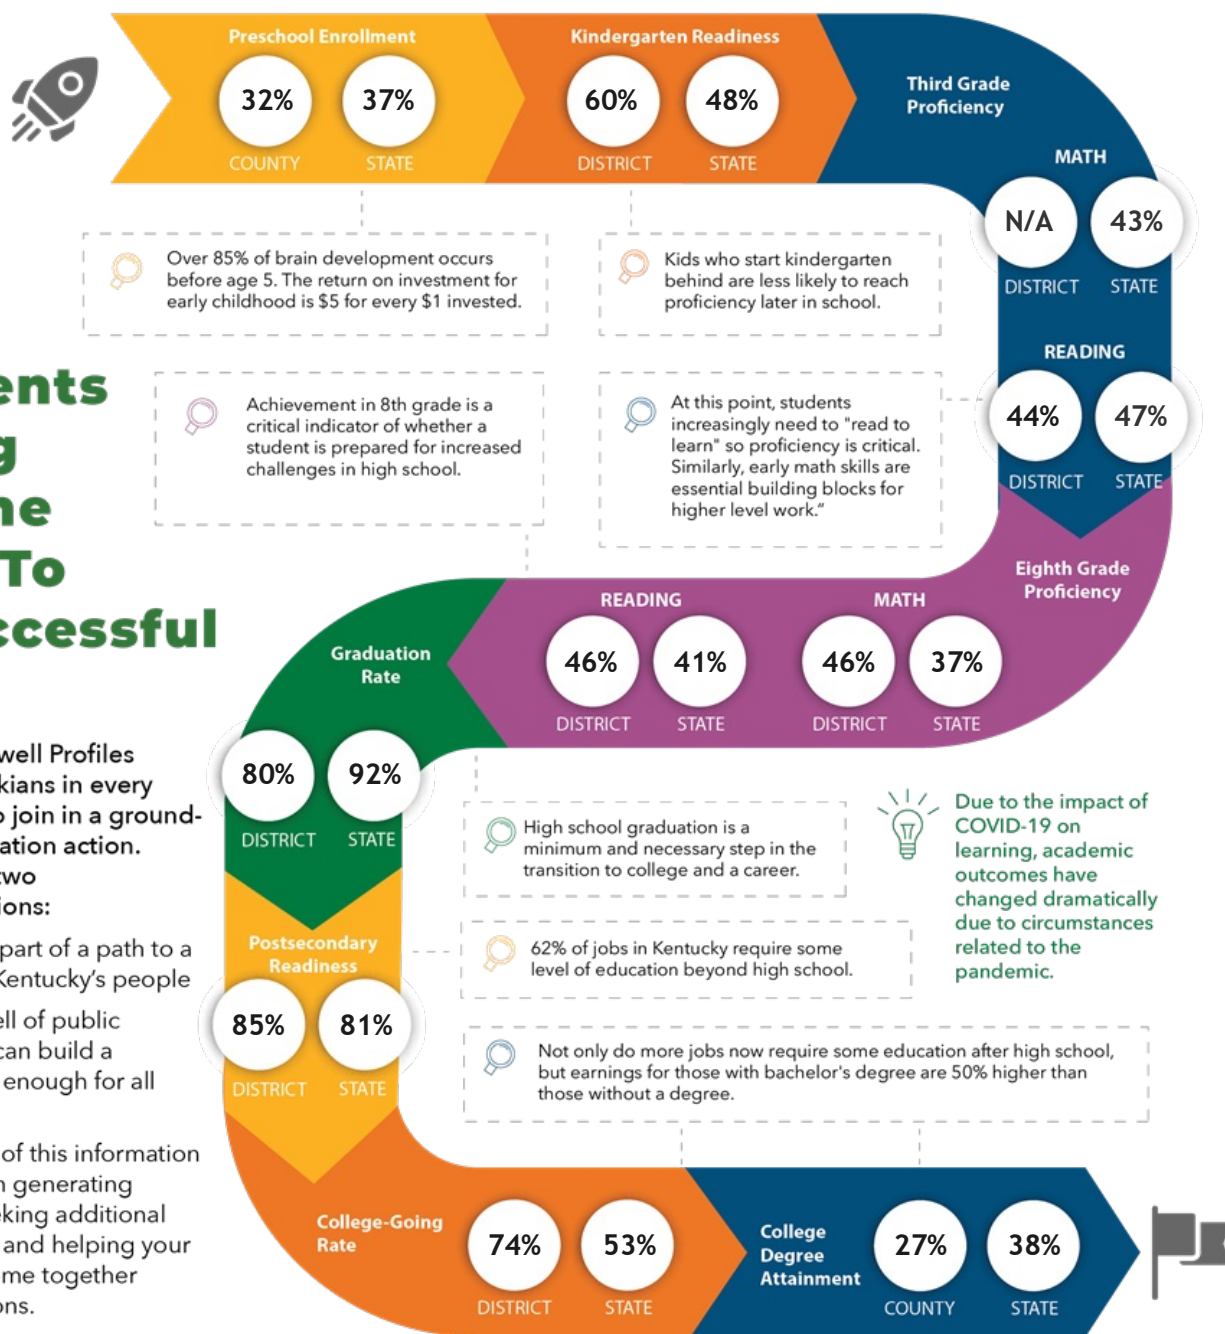 Preschool Enrollment
32%
37%
COUNTY
STATE
Kindergarten Readiness
60%
48%
DISTRICT
STATE
Third Grade
Proficiency
MATH
N/A
43%
DISTRICT
STATE
READING
44%
47%
DISTRICT
STATE
Over 85% of brain development occurs
before age 5. The return on investment for
early childhood is $5 for every $1 invested.
Kids who start kindergarten
behind are less likely to reach
proficiency later in school.
Achievement in 8th grade is a
critical indicator of whether a
student is prepared for increased
challenges in high school.
At this point, students
increasingly need to "read to
learn" so proficiency is critical.
Similarly, early math skills are
essential building blocks for
higher level work.”
ents
g
ne
To
ccessful
Eighth Grade
Proficiency
READING
46%
41%
DISTRICT
STATE
MATH
46%
37%
DISTRICT
STATE
Graduation
Rate
80%
92%
DISTRICT
STATE
well Profiles
kians in every
o join in a ground-
ation action.
two
ions:
part of a path to a
Kentucky’s people
ell of public
can build a
enough for all
of this information
n generating
eking additional
and helping your
me together
ons.
High school graduation is a
minimum and necessary step in the
transition to college and a career.
Due to the impact of
COVID-19 on
learning, academic
outcomes have
changed dramatically
due to circumstances
related to the
pandemic.
Postsecondary
Readiness
85%
81%
DISTRICT
STATE
62% of jobs in Kentucky require some
level of education beyond high school.
Not only do more jobs now require some education after high school,
but earnings for those with bachelor's degree are 50% higher than
those without a degree.
College-Going
Rate
74%
53%
DISTRICT
STATE
College
Degree
Attainment
27%
38%
COUNTY
STATE